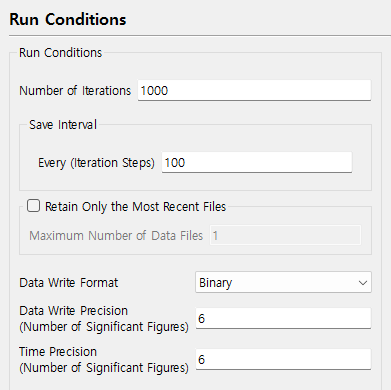 Run Conditions
Run Conditions
Number of Iterations 1000
Save Interval
Every (Iteration Steps) 100
Retain Only the Most Recent Files
Maximum Number of Data Files 1
Data Write Format Binary
Data Write Precision
(Number of Significant Figures) 6
Time Precision
(Number of Significant Figures) 6